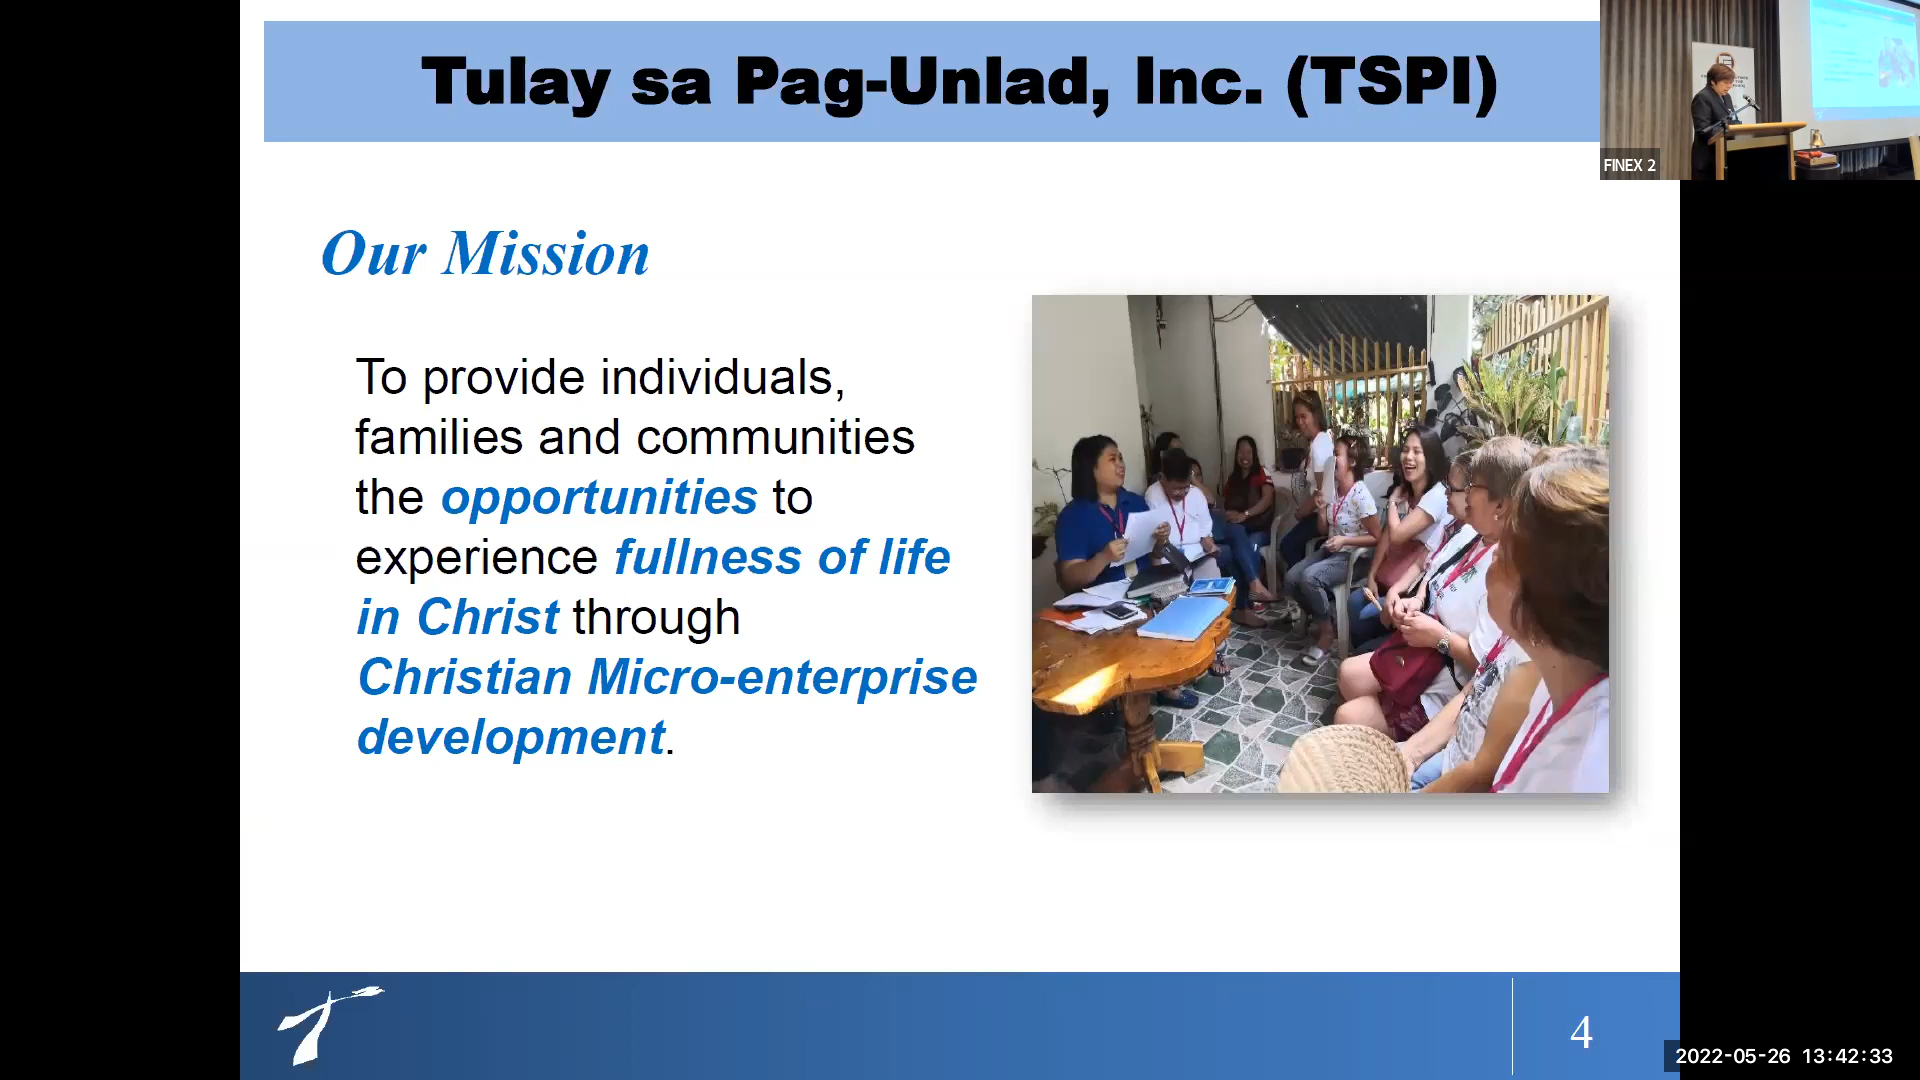 Tulay sa Pag-Unlad, Inc. (TSPI)
FINEX 2
Our Mission
To provide individuals,
families and communities
the opportunities to
experience fullness of life
in Christ through
Christian Micro-enterprise
development.
4
2022-05-26 13:42:33